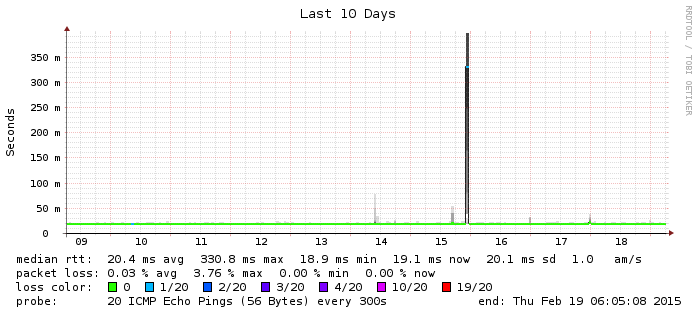 Last 10 Days
RRDTOOL / TOBI OETIKER
Seconds
350 m
300 m
250 m
200 m
150 m
100 m
50 m
0
09 10 11 12 13 14 15 16 17 18
median rtt: 20.4 ms avg 330.8 ms max 18.9 ms min 19.1 ms now 20.1 ms sd 1.0 am/s
packet loss: 0.03 % avg 3.76 % max 0.00 % min 0.00 % now
loss color: 0 1/20 2/20 3/20 4/20 10/20 19/20
probe: 20 ICMP Echo Pings (56 Bytes) every 300s end: Thu Feb 19 06:05:08 2015